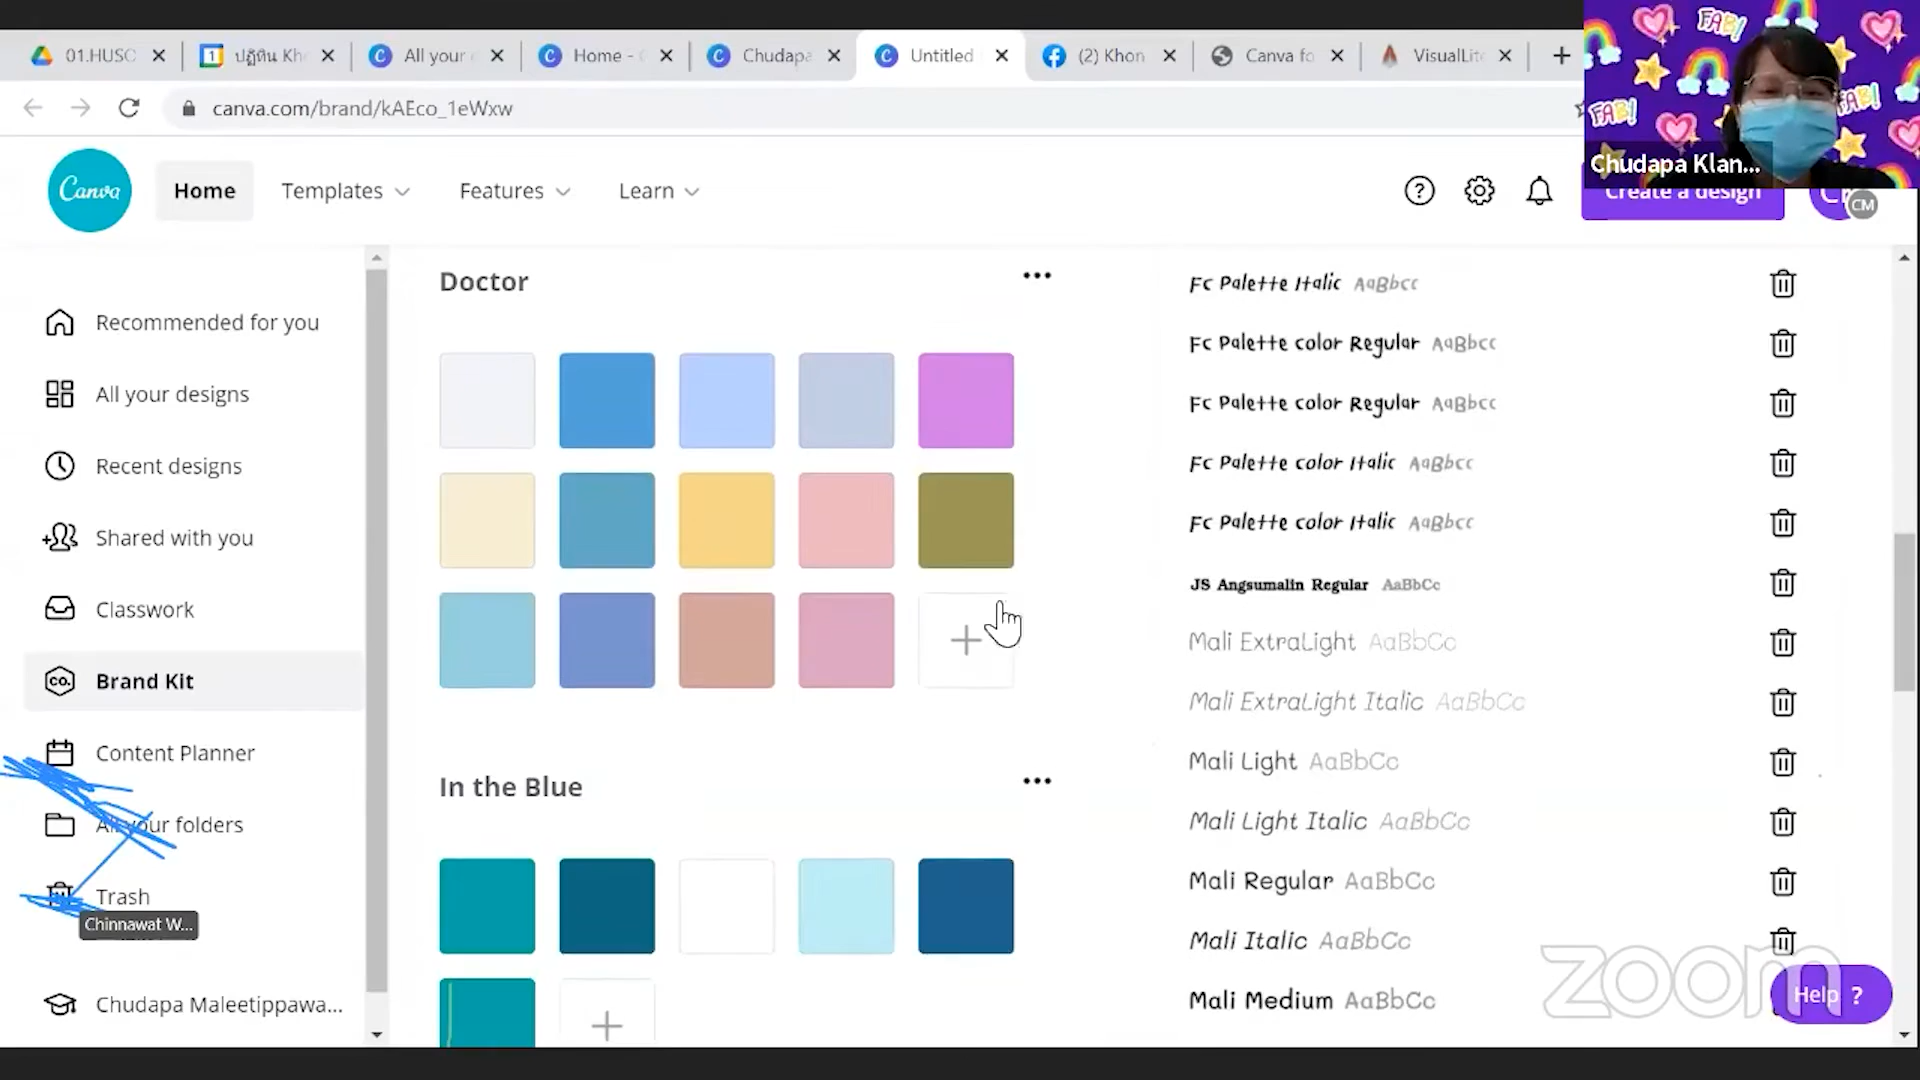 01.HUSC
ปฏิทิน Kh
All your
Home -
Chudapa
Untitled
(2) Khon
Canva fo
VisualLit
canva.com/brand/kAEco_1eWxw
FAB!
FAB!
FAB!
Chudapa Klan...
Canva
Home
Templates
Features
Learn
Create a design
CM
Recommended for you
All your designs
Recent designs
Shared with you
Classwork
CO.
Brand Kit
Content Planner
All your folders
Trash
Chinnawat W...
Chudapa Maleetippawa...
Doctor
In the Blue
Fc Palette Italic AaBbcc
Fc Palette color Regular AaBbcc
Fc Palette color Regular AaBbcc
Fc Palette color Italic AaBbcc
Fc Palette color Italic AaBbcc
JS Angsumalin Regular AaBbCc
Mali ExtraLight AaBbCc
Mali ExtraLight Italic AaBbCc
Mali Light AaBbCc
Mali Light Italic AaBbCc
Mali Regular AaBbCc
Mali Italic AaBbCc
Mali Medium AaBbCc
zoom
Help ?